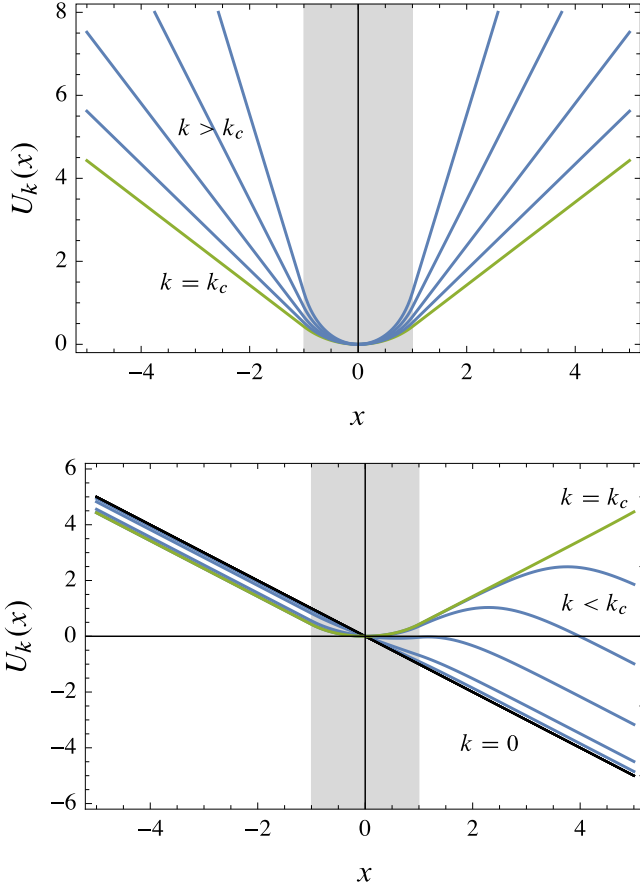 8
6
4
2
0
U_k(x)
k > k_c
k = k_c
−4 −2 0 2 4
x
6
4
2
0
−2
−4
−6
U_k(x)
k = k_c
k < k_c
k = 0
−4 −2 0 2 4
x